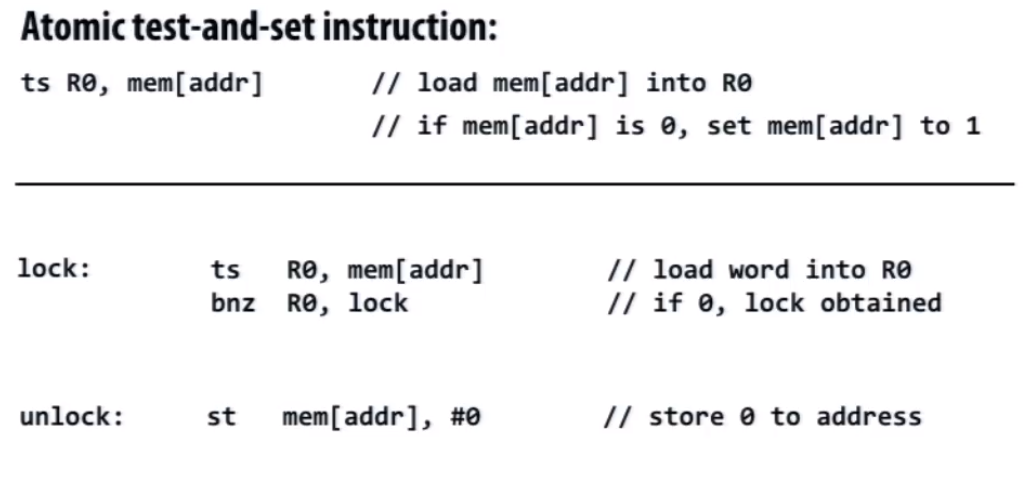 Atomic test-and-set instruction:
ts R0, mem[addr] // load mem[addr] into R0
// if mem[addr] is 0, set mem[addr] to 1
lock: ts R0, mem[addr] // load word into R0
bnz R0, lock // if 0, lock obtained
unlock: st mem[addr], #0 // store 0 to address